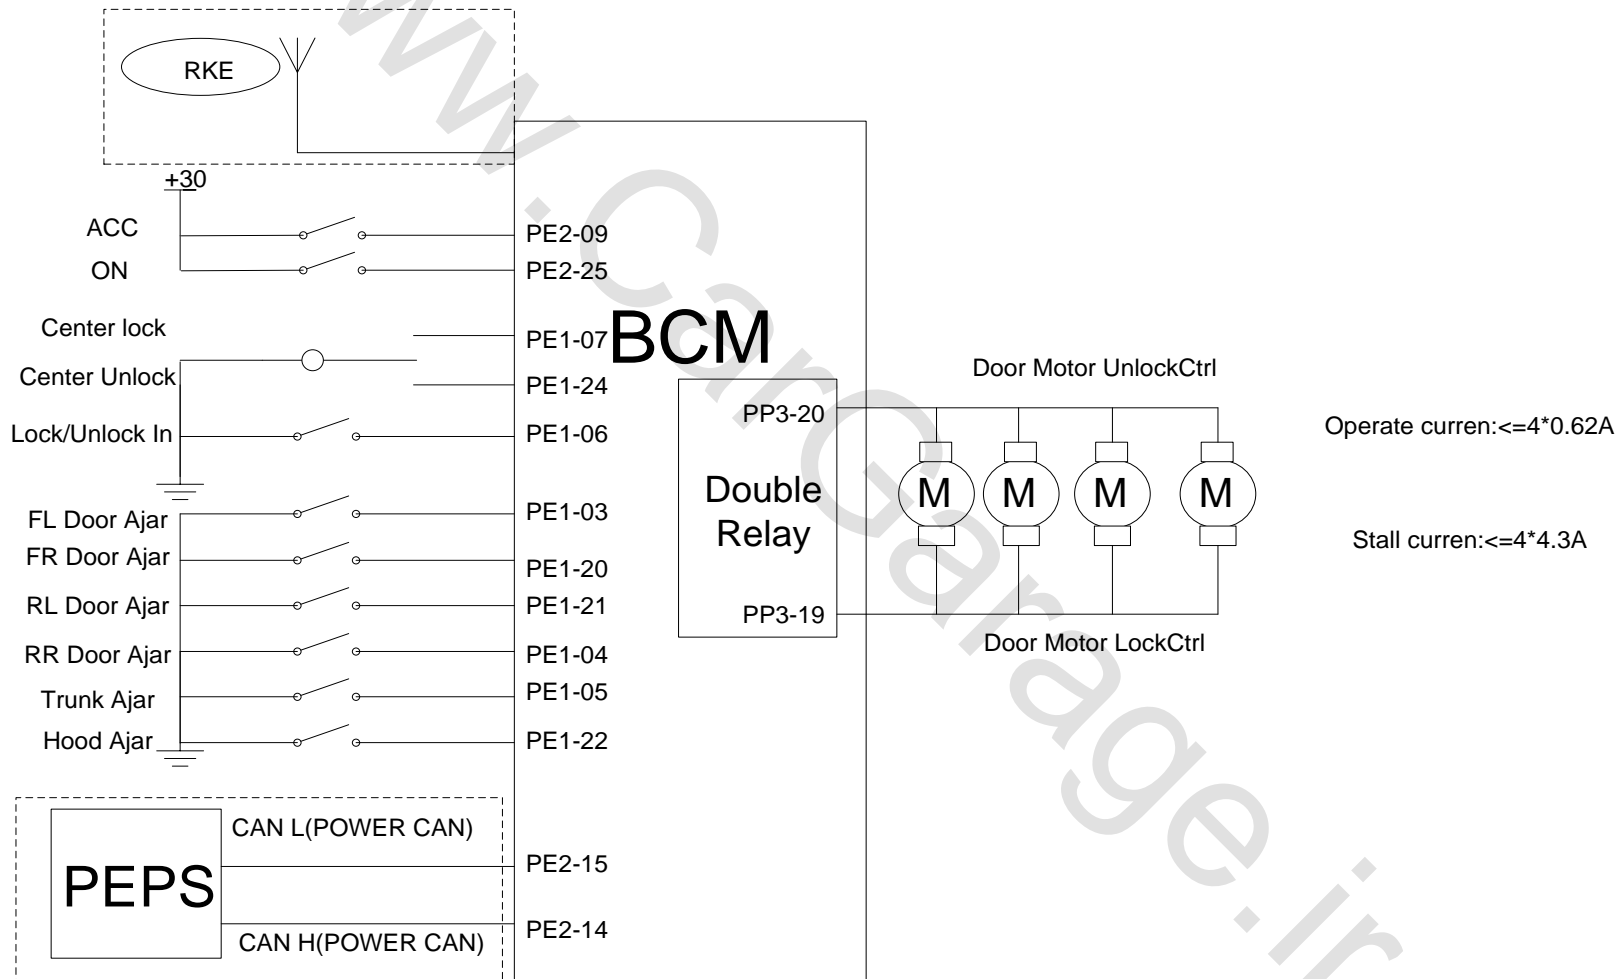 www.CarGarage.ir
RKE
+30
ACC
PE2-09
ON
PE2-25
Center lock
PE1-07
BCM
Center Unlock
PE1-24
Lock/Unlock In
PE1-06
FL Door Ajar
PE1-03
FR Door Ajar
PE1-20
RL Door Ajar
PE1-21
RR Door Ajar
PE1-04
Trunk Ajar
PE1-05
Hood Ajar
PE1-22
PEPS
CAN L(POWER CAN)
PE2-15
CAN H(POWER CAN)
PE2-14
PP3-20
Double
Relay
PP3-19
Door Motor UnlockCtrl
M
M
M
M
Door Motor LockCtrl
Operate curren:<=4*0.62A
Stall curren:<=4*4.3A